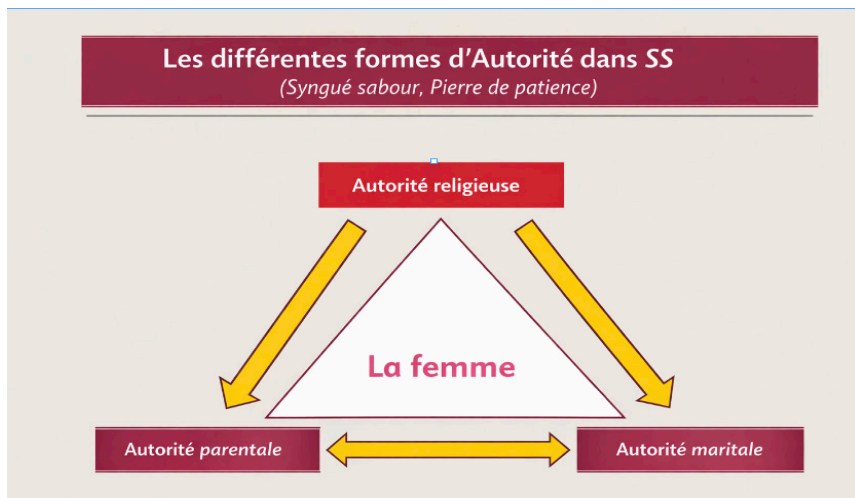 Les différentes formes d'Autorité dans SS
(Syngué sabour, Pierre de patience)
Autorité religieuse
La femme
Autorité parentale
Autorité maritale